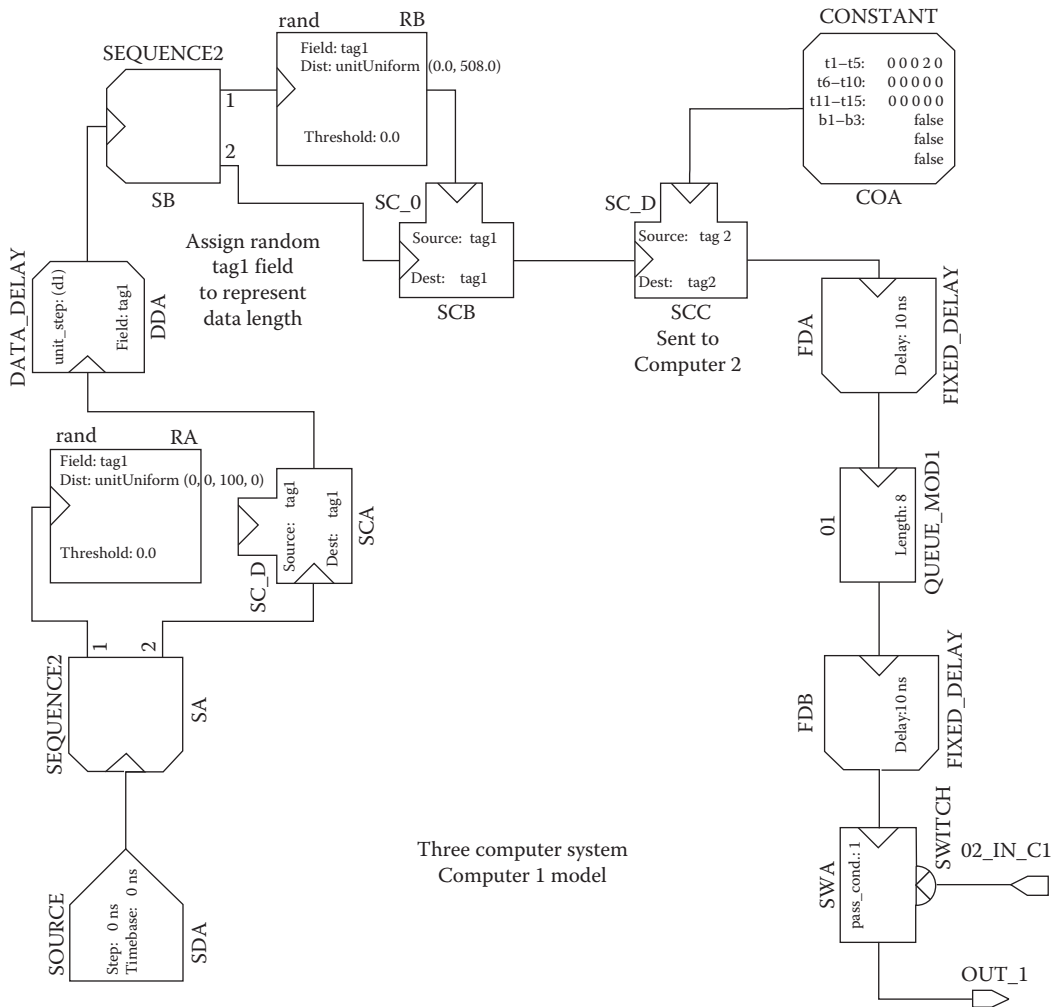 rand
RB
CONSTANT
SEQUENCE2
Field: tag1
Dist: unitUniform (0.0, 508.0)
Threshold: 0.0
1
2
SB
t1–t5: 0 0 0 2 0
t6–t10: 0 0 0 0 0
t11–t15: 0 0 0 0 0
b1–b3: false
false
false
COA
SC_0
Source: tag1
Dest: tag1
SCB
SC_D
Source: tag 2
Dest: tag2
SCC
Sent to
Computer 2
Assign random
tag1 field
to represent
data length
DATA_DELAY
unit_step: (d1)
Field: tag1
DDA
FDA
Delay: 10 ns
FIXED_DELAY
rand
RA
Field: tag1
Dist: unitUniform (0, 0, 100, 0)
Threshold: 0.0
SC_D
Source: tag1
Dest: tag1
SCA
01
Length: 8
QUEUE_MOD1
SEQUENCE2
1
2
SA
FDB
Delay:10 ns
FIXED_DELAY
SOURCE
Step: 0 ns
Timebase: 0 ns
SDA
Three computer system
Computer 1 model
SWA
pass_cond.: 1
SWITCH
02_IN_C1
OUT_1